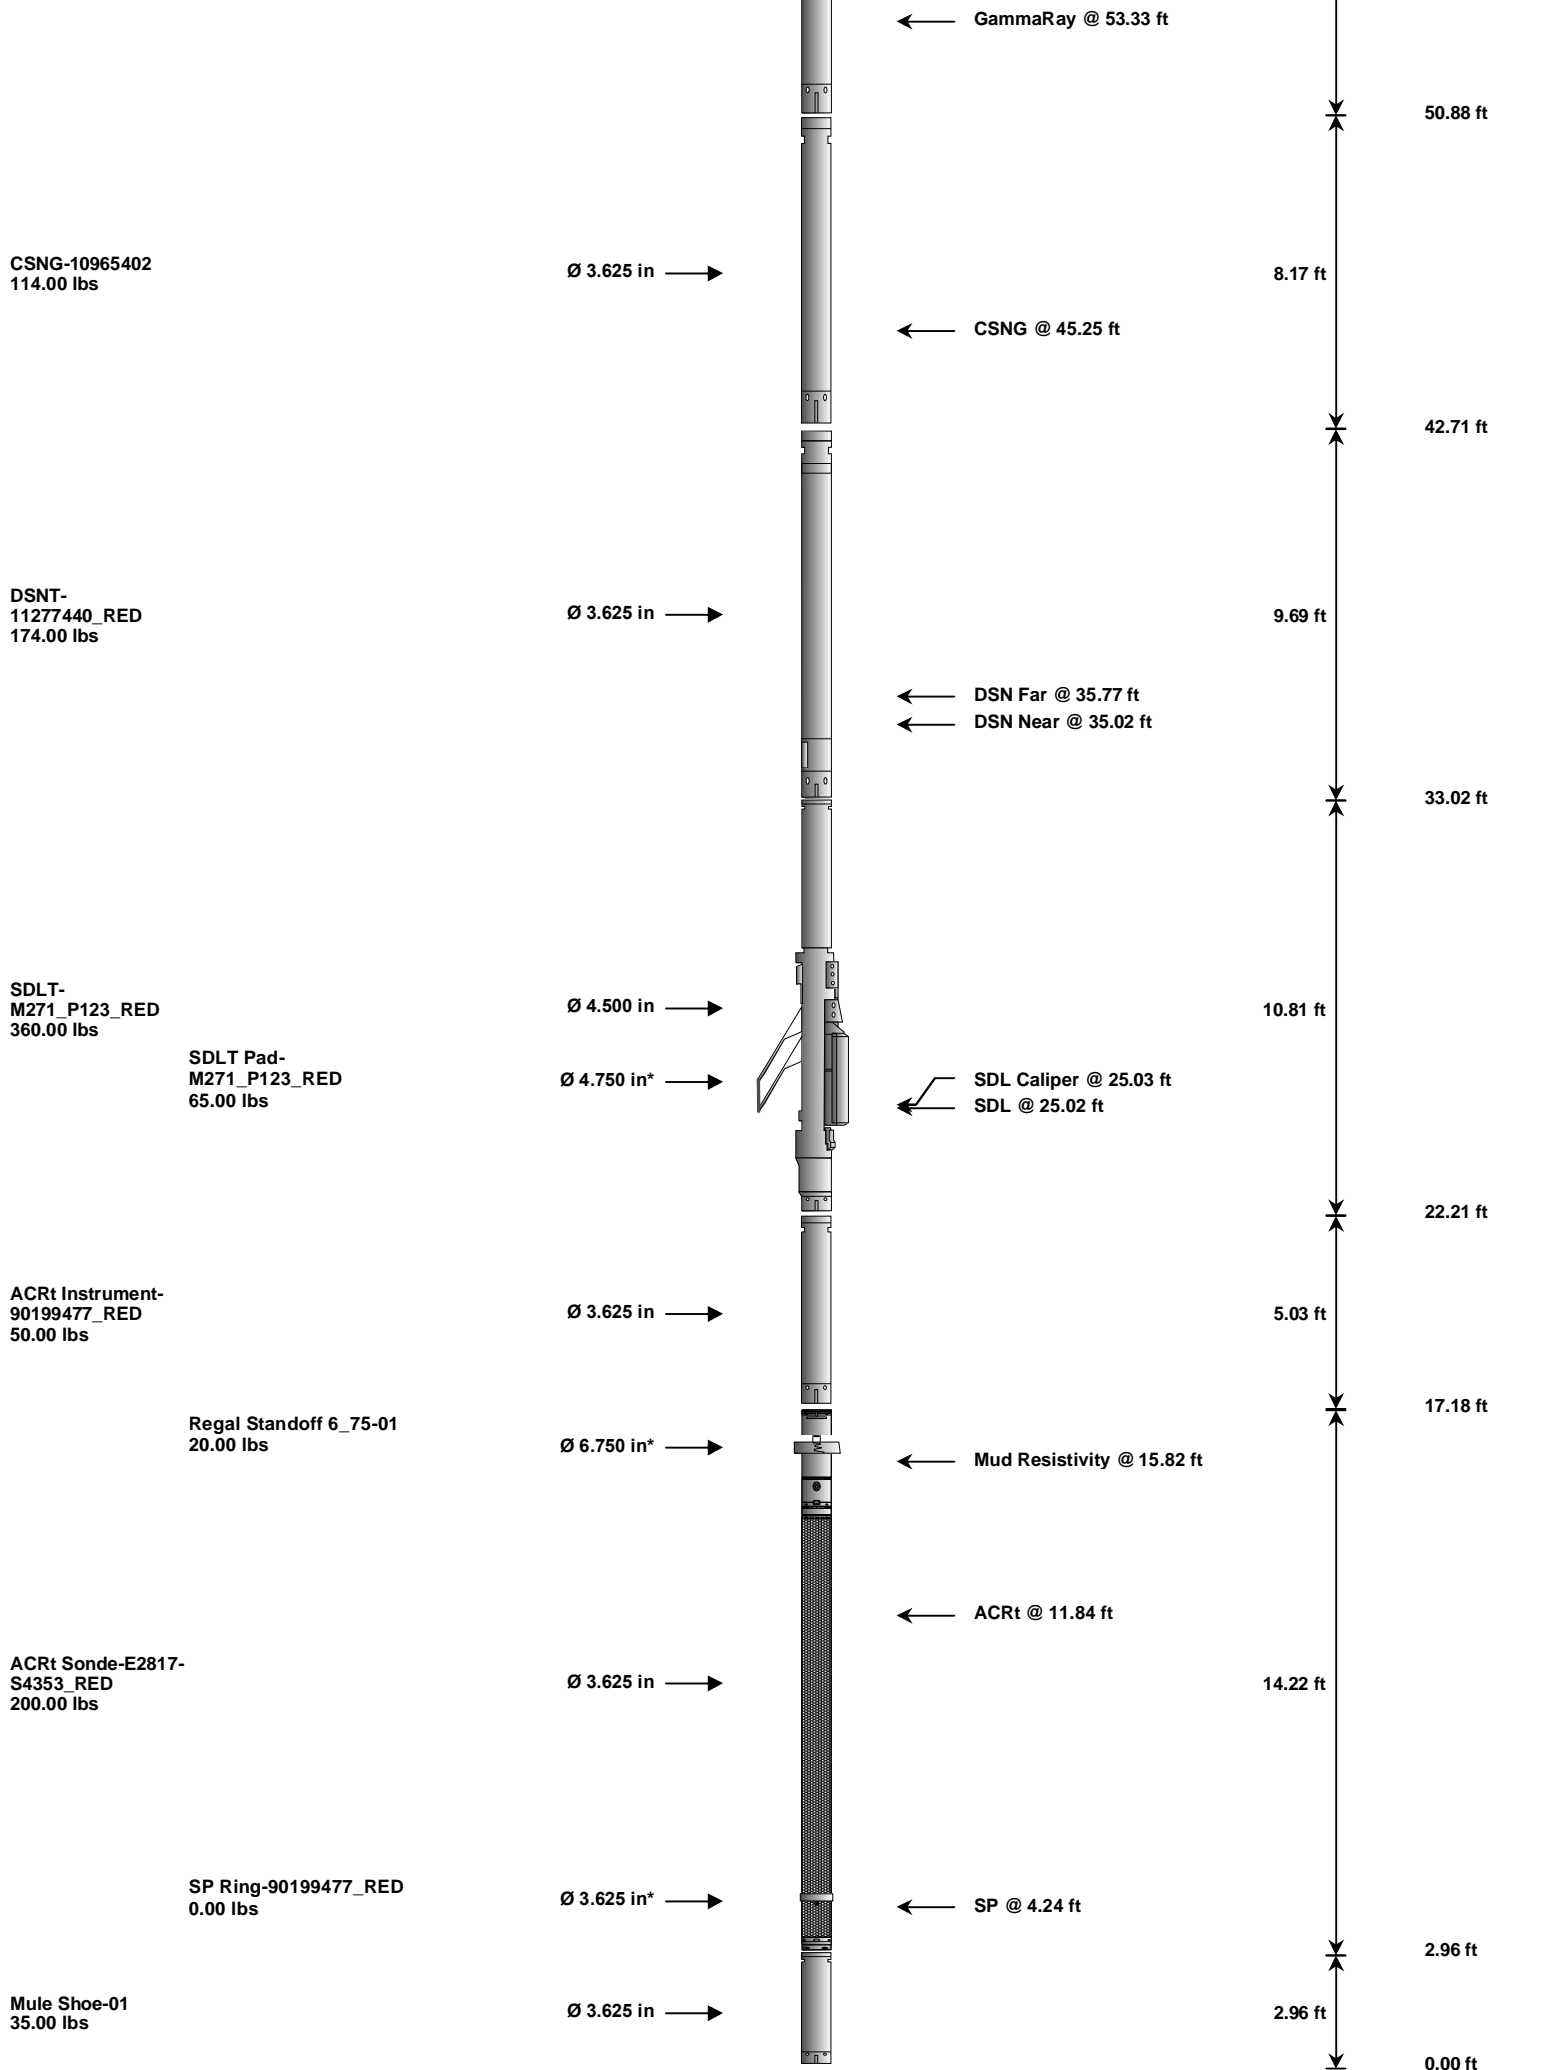 GammaRay @ 53.33 ft
50.88 ft
CSNG-10965402
114.00 lbs
Ø 3.625 in
8.17 ft
CSNG @ 45.25 ft
42.71 ft
DSNT-
11277440_RED
174.00 lbs
Ø 3.625 in
9.69 ft
DSN Far @ 35.77 ft
DSN Near @ 35.02 ft
33.02 ft
SDLT-
M271_P123_RED
360.00 lbs
Ø 4.500 in
10.81 ft
SDLT Pad-
M271_P123_RED
65.00 lbs
Ø 4.750 in*
SDL Caliper @ 25.03 ft
SDL @ 25.02 ft
22.21 ft
ACRt Instrument-
90199477_RED
50.00 lbs
Ø 3.625 in
5.03 ft
17.18 ft
Regal Standoff 6_75-01
20.00 lbs
Ø 6.750 in*
Mud Resistivity @ 15.82 ft
ACRt @ 11.84 ft
ACRt Sonde-E2817-
S4353_RED
200.00 lbs
Ø 3.625 in
14.22 ft
SP Ring-90199477_RED
0.00 lbs
Ø 3.625 in*
SP @ 4.24 ft
2.96 ft
Mule Shoe-01
35.00 lbs
Ø 3.625 in
2.96 ft
0.00 ft